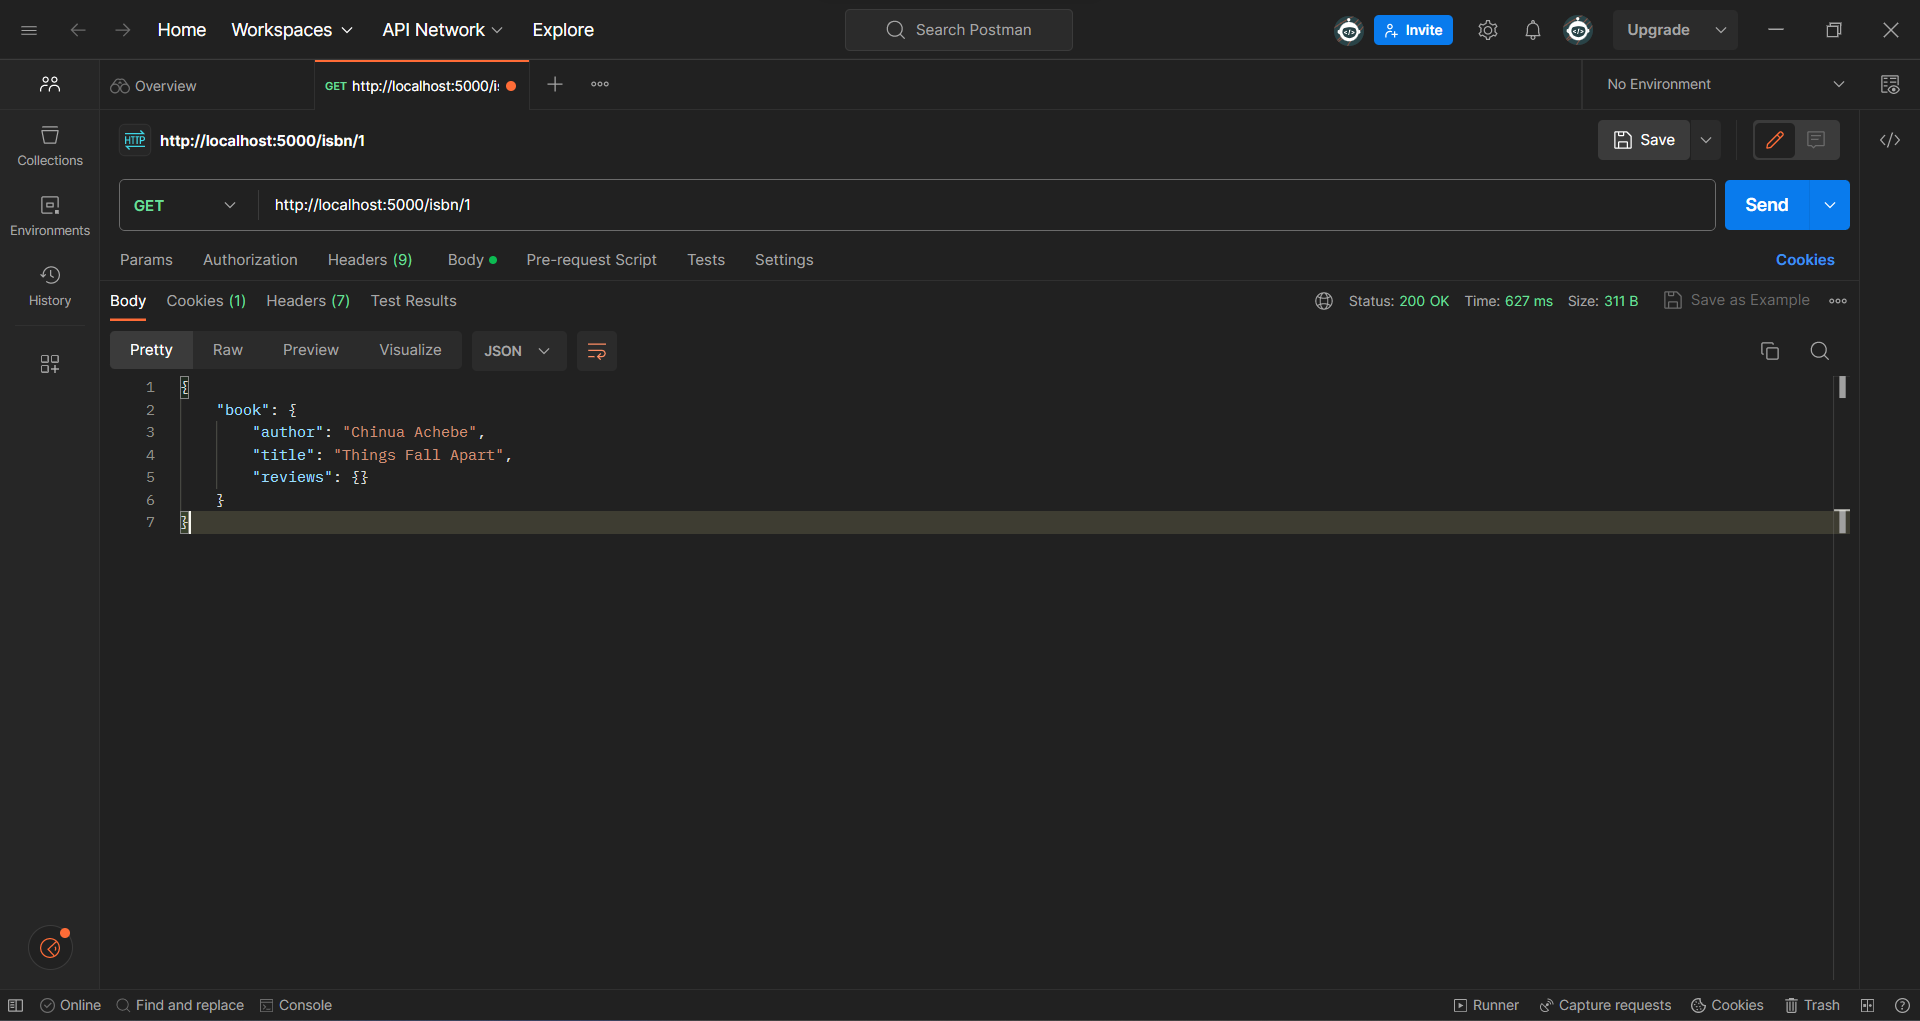 Home Workspaces API Network Explore Search Postman Invite Upgrade
Overview GET http://localhost:5000/i No Environment
HTTP http://localhost:5000/isbn/1 Save
Collections
GET http://localhost:5000/isbn/1 Send
Environments
Params Authorization Headers (9) Body Pre-request Script Tests Settings Cookies
History
Body Cookies (1) Headers (7) Test Results Status: 200 OK Time: 627 ms Size: 311 B Save as Example
Pretty Raw Preview Visualize JSON
1 {
2 "book": {
3 "author": "Chinua Achebe",
4 "title": "Things Fall Apart",
5 "reviews": {}
6 }
7 }
Online Find and replace Console Runner Capture requests Cookies Trash